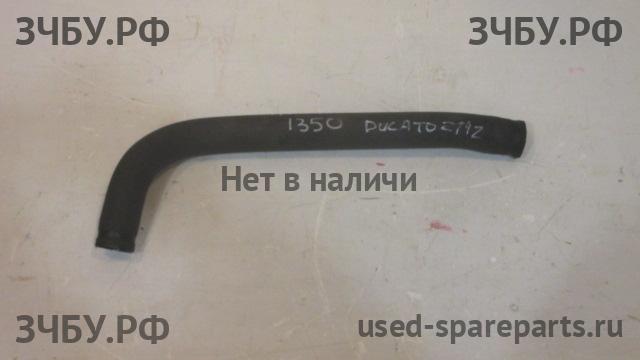 ЗЧБУ.РФ ЗЧБУ.РФ
1350 DUCATO
Нет в наличи
ЗЧБУ.РФ used-spareparts.ru